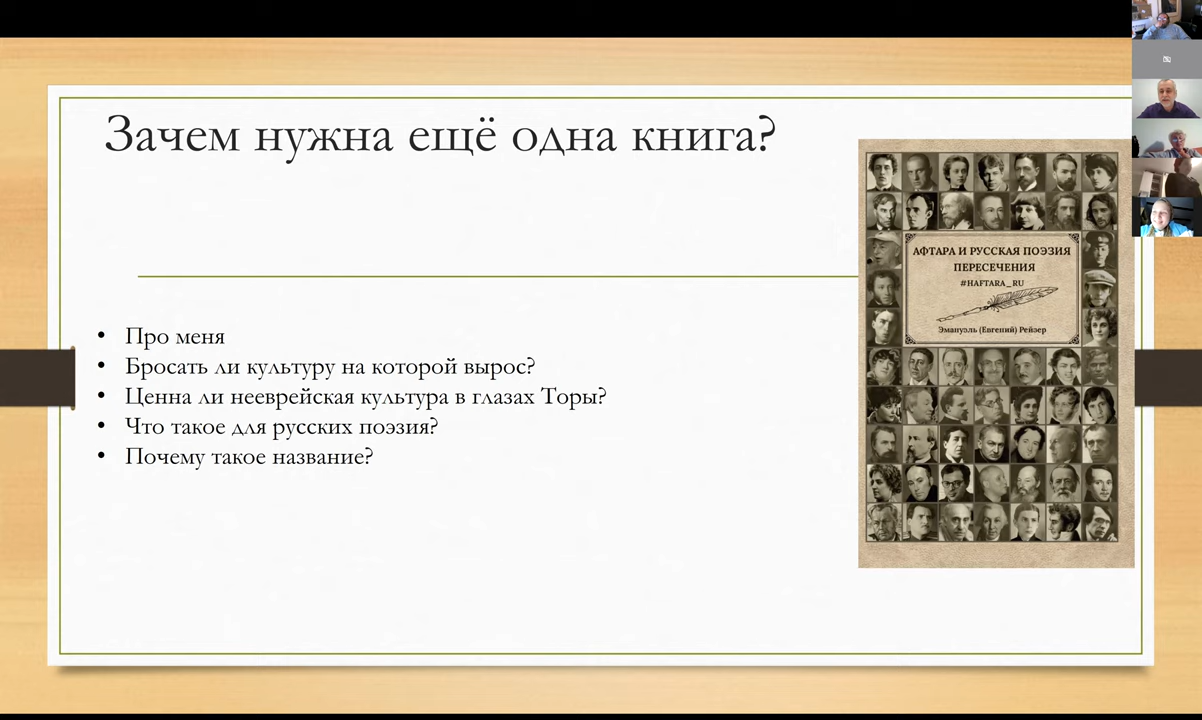 Зачем нужна ещё одна книга?
• Про меня
• Бросать ли культуру на которой вырос?
• Ценна ли нееврейская культура в глазах Торы?
• Что такое для русских поэзия?
• Почему такое название?
АФТАРА И РУССКАЯ ПОЭЗИЯ
ПЕРЕСЕЧЕНИЯ
#HAFTARA_RU
Эмануэль (Евгений) Рейзер